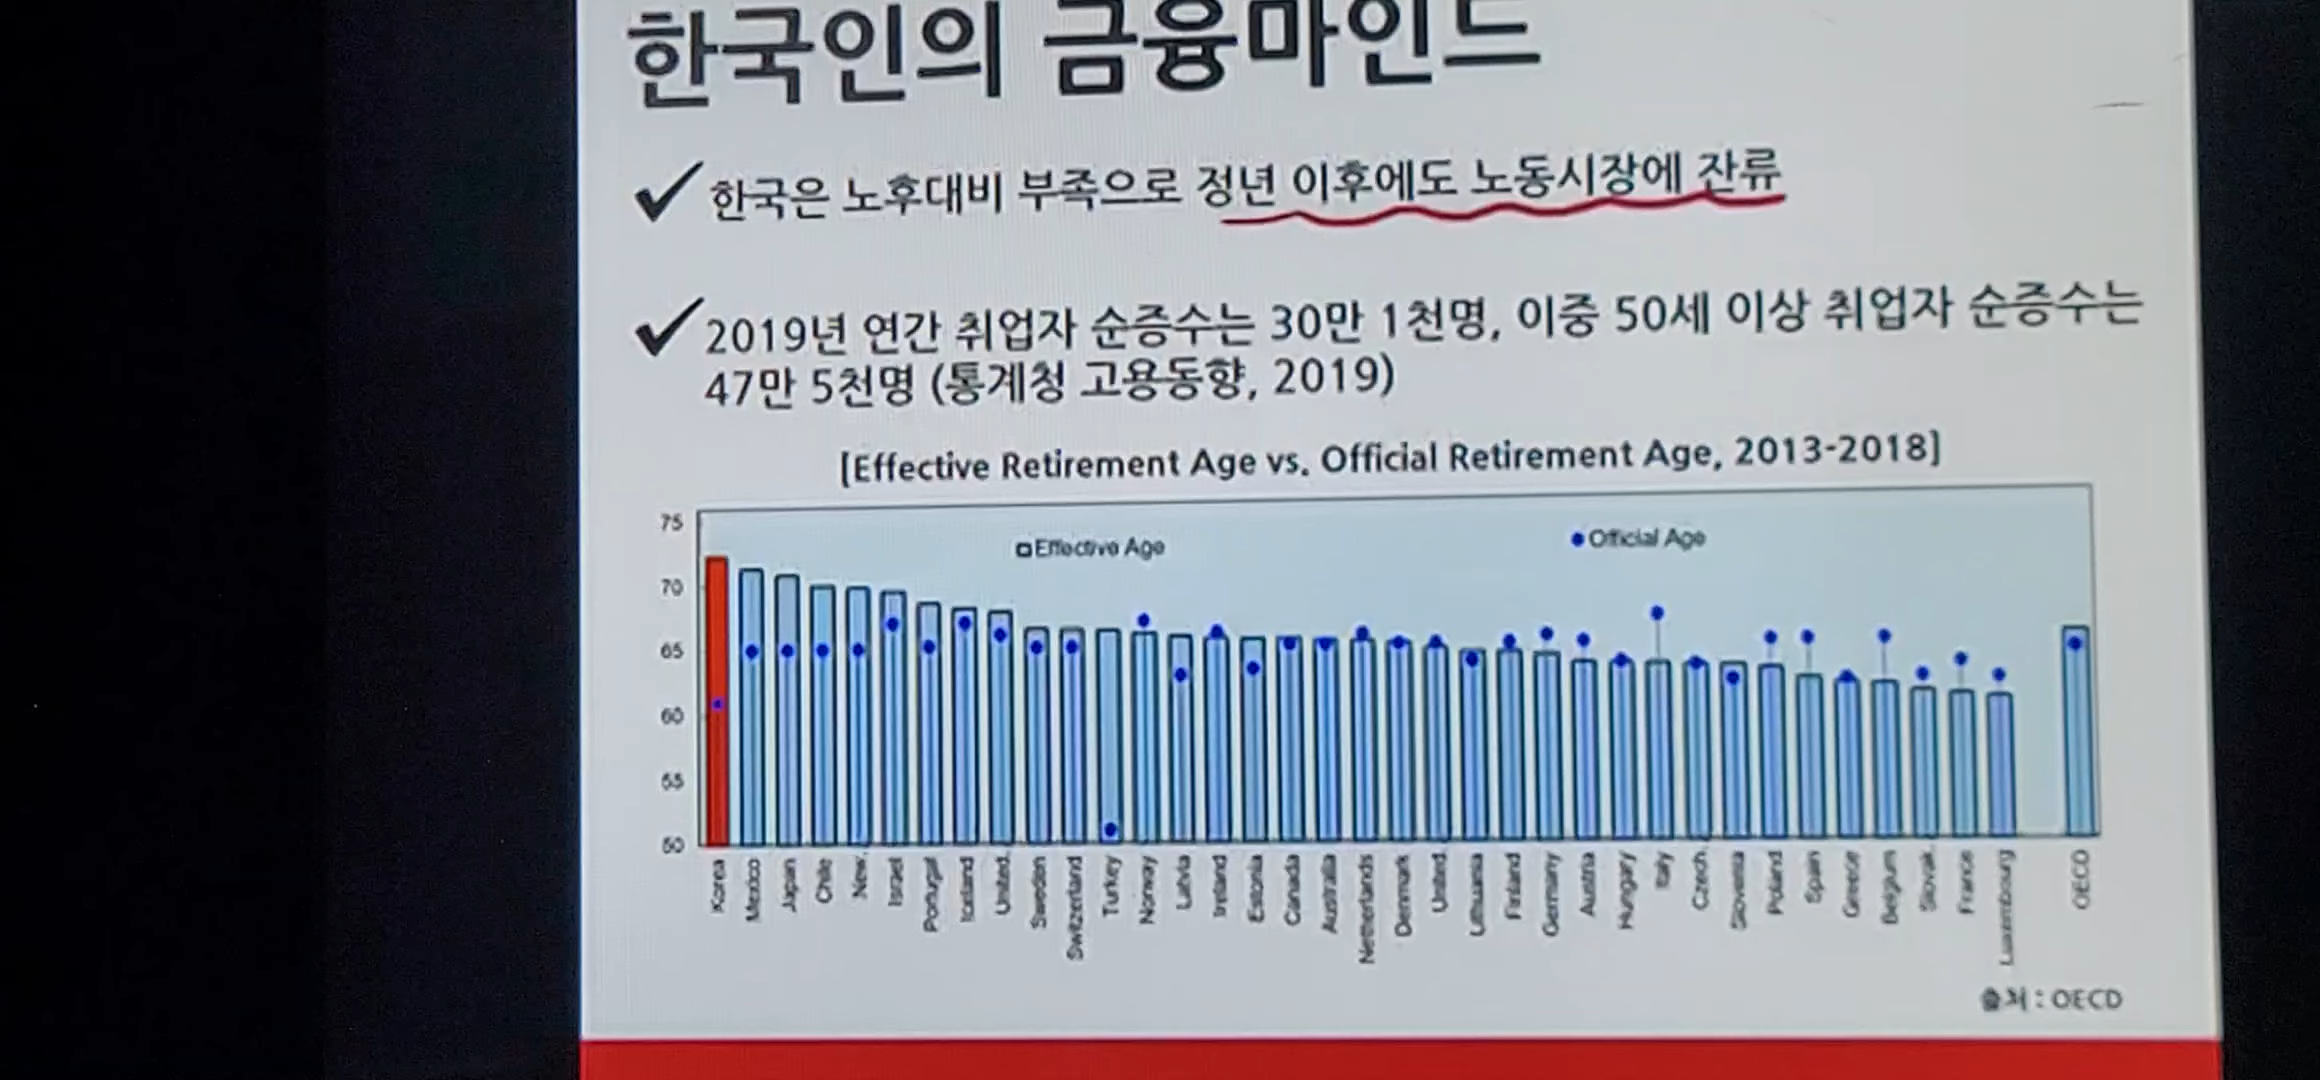 한국인의 금융마인드
✔ 한국은 노후대비 부족으로 정년 이후에도 노동시장에 잔류
✔ 2019년 연간 취업자 순증수는 30만 1천명, 이중 50세 이상 취업자 순증수는
47만 5천명 (통계청 고용동향, 2019)
[Effective Retirement Age vs. Official Retirement Age, 2013-2018]
Effective Age
Official Age
75
70
65
60
55
50
Korea
Mexico
Japan
Chile
New.
Israel
Portugal
Iceland
United.
Sweden
Switzerland
Turkey
Norway
Latvia
Ireland
Estonia
Canada
Australia
Netherlands
Denmark
United.
Lithuania
Finland
Germany
Austria
Hungary
Italy
Czech.
Slovenia
Poland
Spain
Greece
Belgium
Slovak.
France
Luxembourg
OECD
출처 : OECD